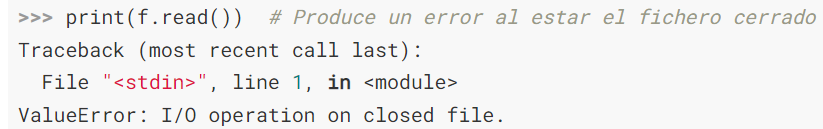 >>> print(f.read())  # Produce un error al estar el fichero cerrado
Traceback (most recent call last):
  File "<stdin>", line 1, in <module>
ValueError: I/O operation on closed file.